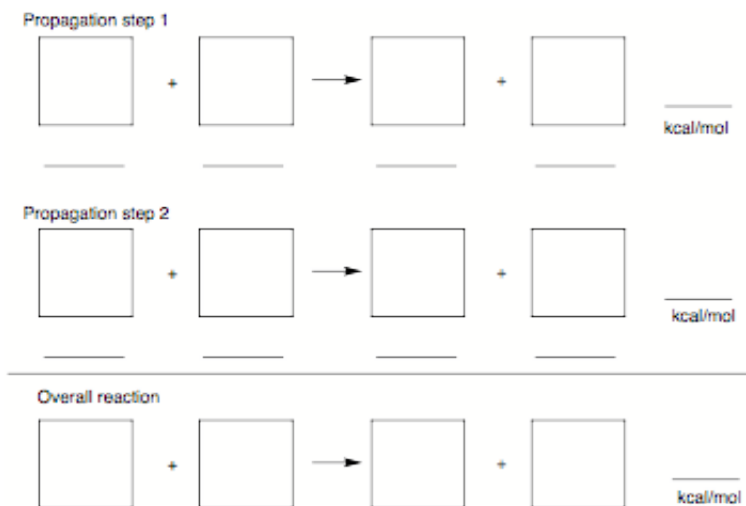 Propagation step 1
+ +
kcal/mol
Propagation step 2
+ +
kcal/mol
Overall reaction
+ +
kcal/mol